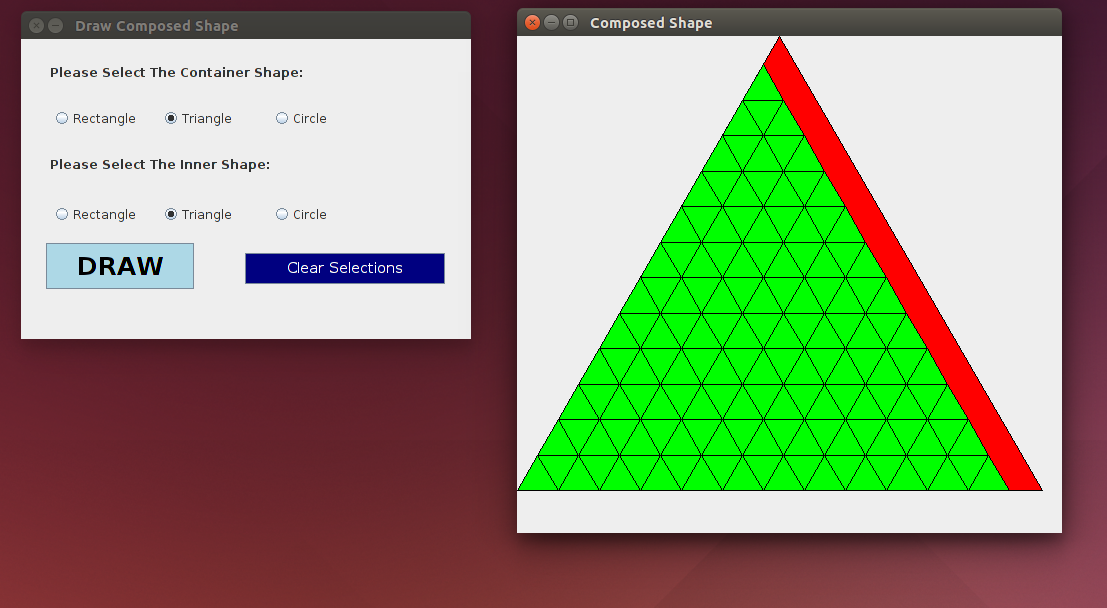 Draw Composed Shape
Please Select The Container Shape:
Rectangle Triangle Circle
Please Select The Inner Shape:
Rectangle Triangle Circle
DRAW Clear Selections
Composed Shape